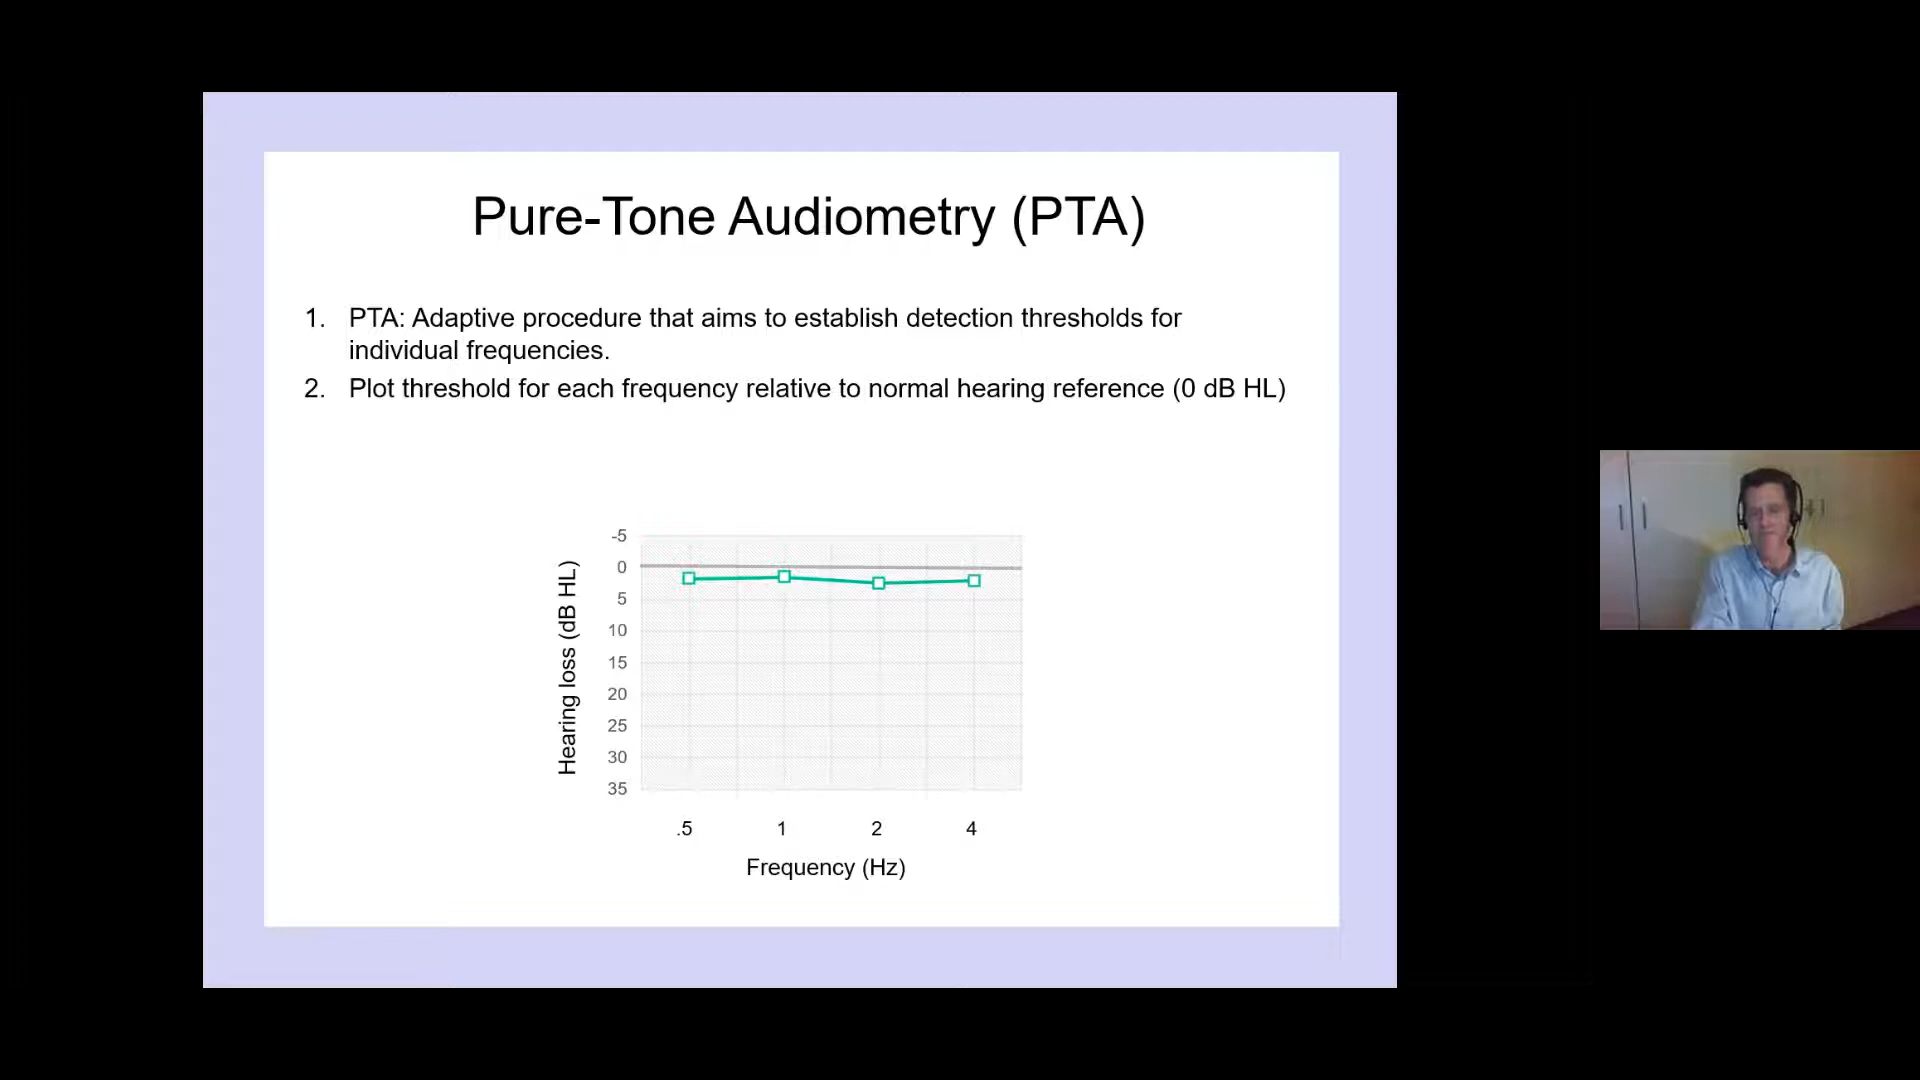 Pure-Tone Audiometry (PTA)
1. PTA: Adaptive procedure that aims to establish detection thresholds for
individual frequencies.
2. Plot threshold for each frequency relative to normal hearing reference (0 dB HL)
Hearing loss (dB HL)
-5
0
5
10
15
20
25
30
35
.5 1 2 4
Frequency (Hz)